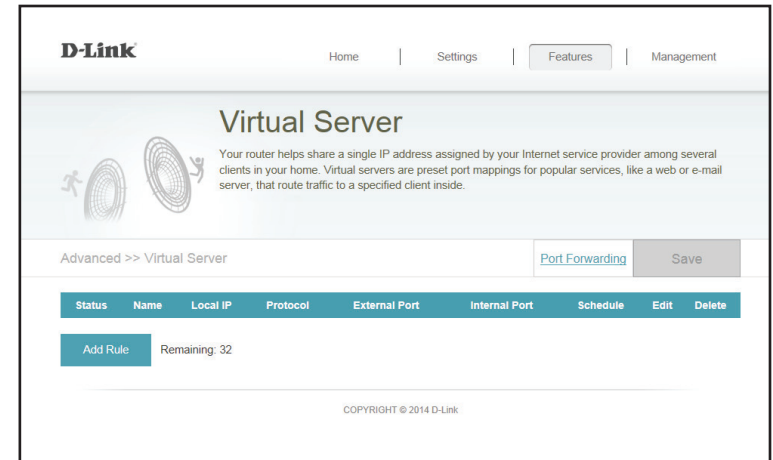 D-Link
Home | Settings | Features | Management
Virtual Server
Your router helps share a single IP address assigned by your Internet service provider among several
clients in your home. Virtual servers are preset port mappings for popular services, like a web or e-mail
server, that route traffic to a specified client inside.
Advanced >> Virtual Server Port Forwarding Save
Status Name Local IP Protocol External Port Internal Port Schedule Edit Delete
Add Rule Remaining: 32
COPYRIGHT © 2014 D-Link